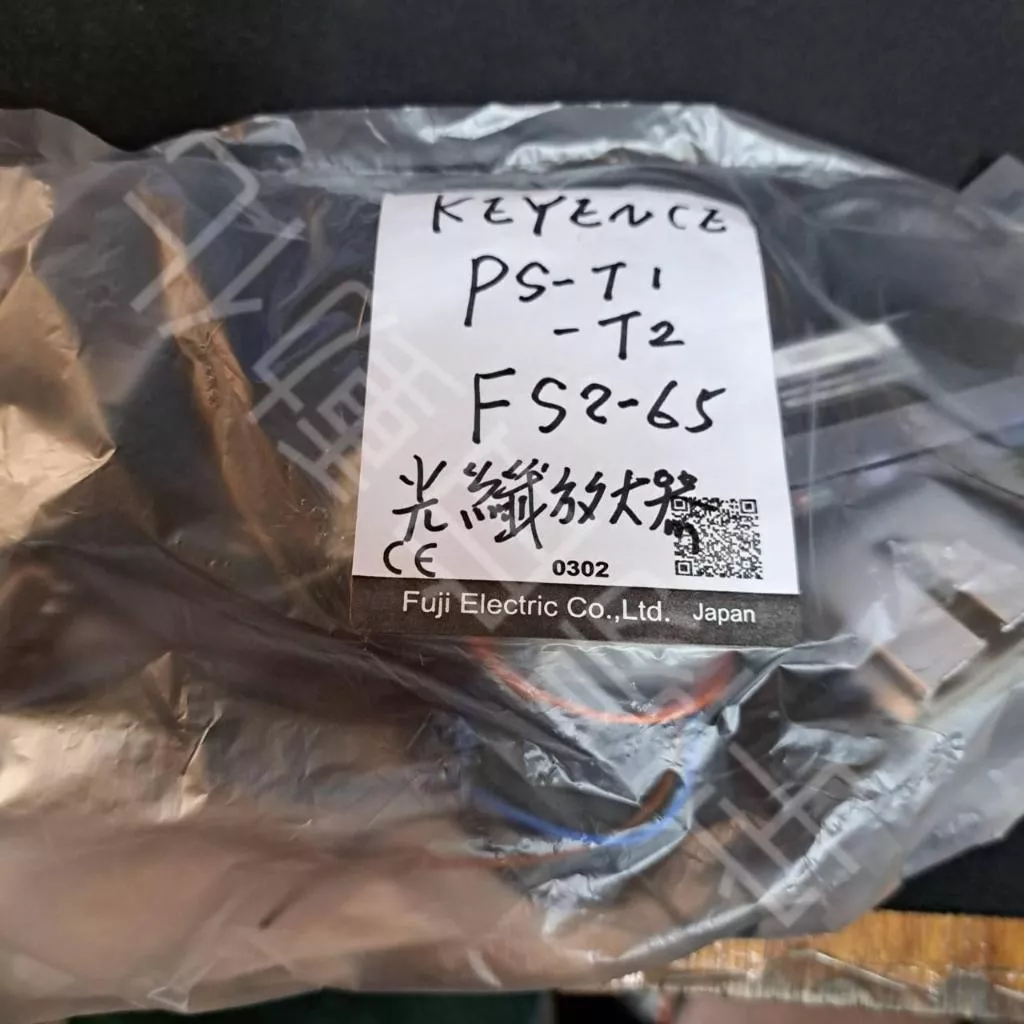 KEYENCE
PS-T1
-T2
FS2-65
光纖放大器
CE
0302
Fuji Electric Co.,Ltd. Japan